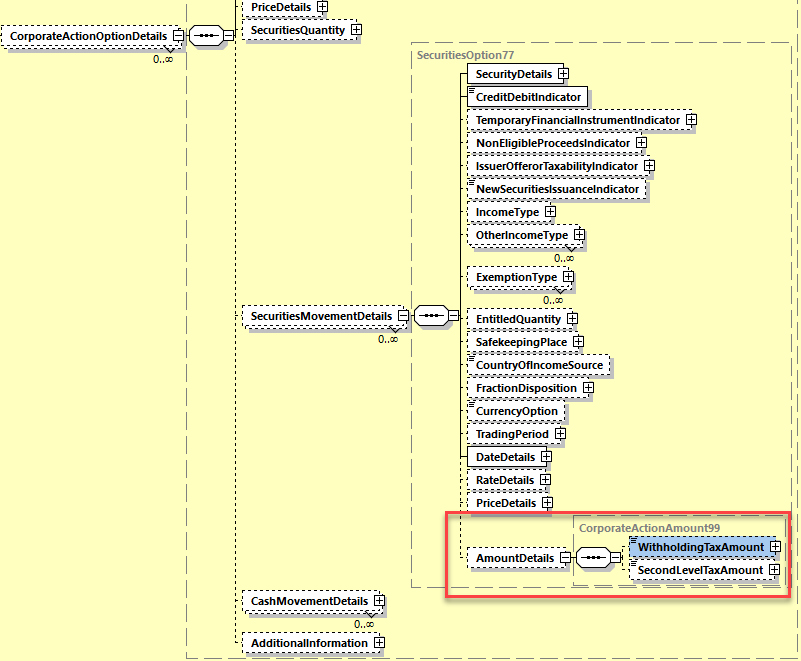 PriceDetails
CorporateActionOptionDetails
0..∞
SecuritiesQuantity
SecuritiesOption77
SecurityDetails
CreditDebitIndicator
TemporaryFinancialInstrumentIndicator
NonEligibleProceedsIndicator
IssuerOfferorTaxabilityIndicator
NewSecuritiesIssuanceIndicator
IncomeType
OtherIncomeType
0..∞
ExemptionType
0..∞
SecuritiesMovementDetails
0..∞
EntitledQuantity
SafekeepingPlace
CountryOfIncomeSource
FractionDisposition
CurrencyOption
TradingPeriod
DateDetails
RateDetails
PriceDetails
CorporateActionAmount99
AmountDetails
WithholdingTaxAmount
SecondLevelTaxAmount
CashMovementDetails
0..∞
AdditionalInformation